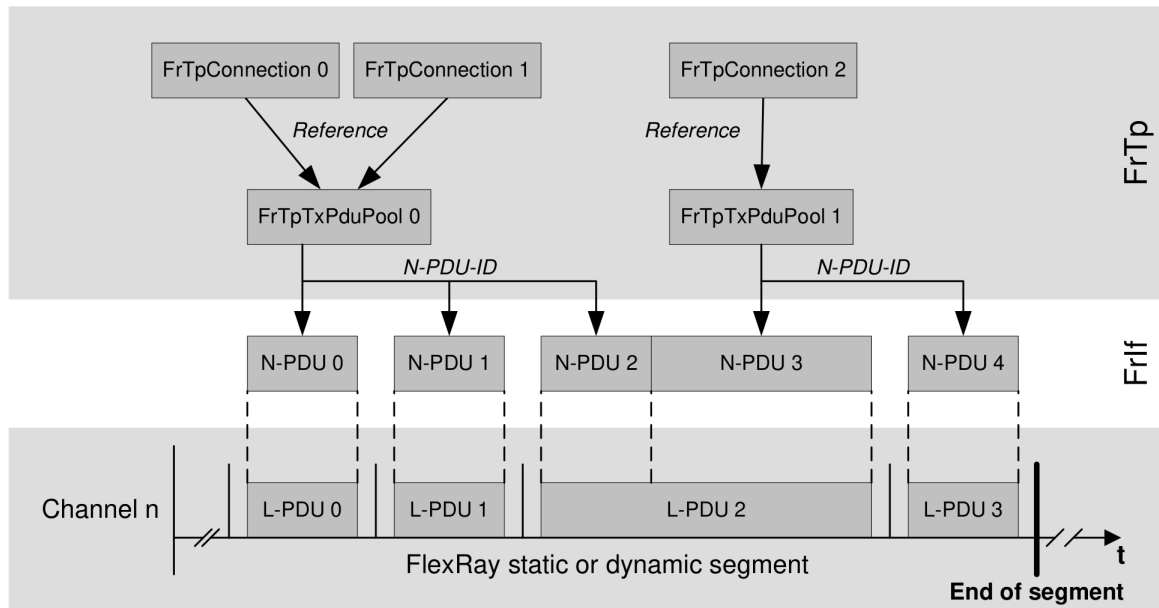 FrTpConnection 0
FrTpConnection 1
FrTpConnection 2
Reference
Reference
FrTp
FrTpTxPduPool 0
FrTpTxPduPool 1
N-PDU-ID
N-PDU-ID
N-PDU 0
N-PDU 1
N-PDU 2
N-PDU 3
N-PDU 4
FrIf
Channel n
L-PDU 0
L-PDU 1
L-PDU 2
L-PDU 3
FlexRay static or dynamic segment
t
End of segment